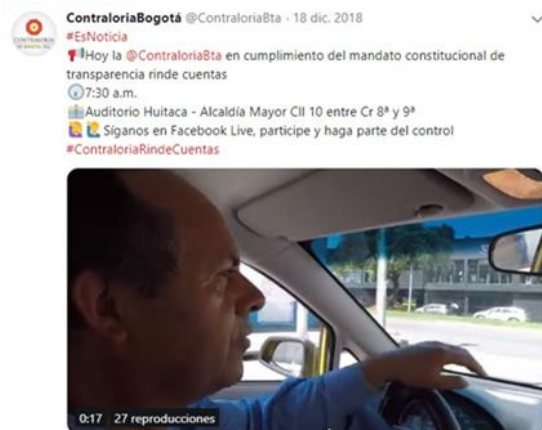 ContraloriaBogotá @ContraloriaBta · 18 dic. 2018
#EsNoticia
Hoy la @ContraloriaBta en cumplimiento del mandato constitucional de
transparencia rinde cuentas
7:30 a.m.
Auditorio Huitaca - Alcaldía Mayor Cll 10 entre Cr 8ª y 9ª
Síganos en Facebook Live, participe y haga parte del control
#ContraloriaRindeCuentas
0:17 27 reproducciones